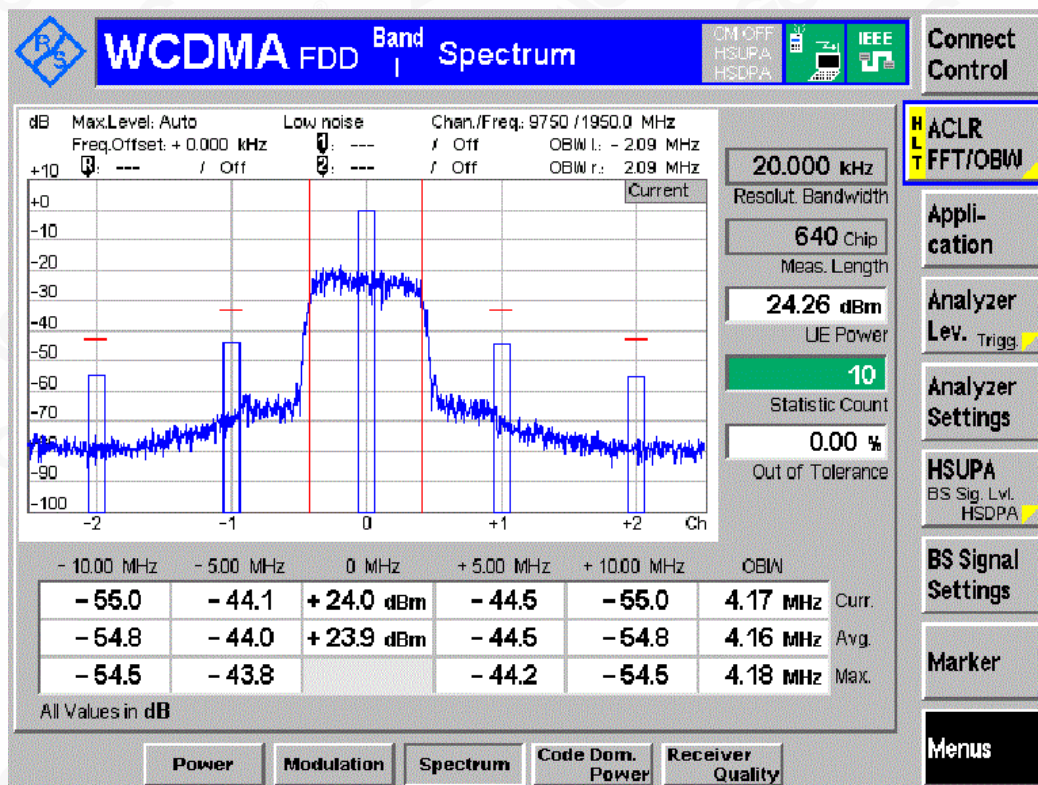 R S
WCDMA FDD Band I Spectrum
CM OFF
HSUPA
HSDPA
IEEE
Connect Control
dB Max.Level: Auto Low noise Chan./Freq.: 9750 / 1950.0 MHz
Freq.Offset: + 0.000 kHz 1: --- / Off OBW l.: - 2.09 MHz
+10 R: --- / Off 2: --- / Off OBW r.: 2.09 MHz
Current
+0
-10
-20
-30
-40
-50
-60
-70
-80
-90
-100
-2 -1 0 +1 +2 Ch
20.000 kHz
Resolut. Bandwidth
640 Chip
Meas. Length
24.26 dBm
UE Power
10
Statistic Count
0.00 %
Out of Tolerance
- 10.00 MHz - 5.00 MHz 0 MHz + 5.00 MHz + 10.00 MHz OBW
- 55.0 - 44.1 + 24.0 dBm - 44.5 - 55.0 4.17 MHz Curr.
- 54.8 - 44.0 + 23.9 dBm - 44.5 - 54.8 4.16 MHz Avg.
- 54.5 - 43.8 - 44.2 - 54.5 4.18 MHz Max.
All Values in dB
Power
Modulation
Spectrum
Code Dom. Power
Receiver Quality
HLT
ACLR
FFT/OBW
Appli-
cation
Analyzer
Lev. Trigg.
Analyzer
Settings
HSUPA
BS Sig. Lvl.
HSDPA
BS Signal
Settings
Marker
Menus